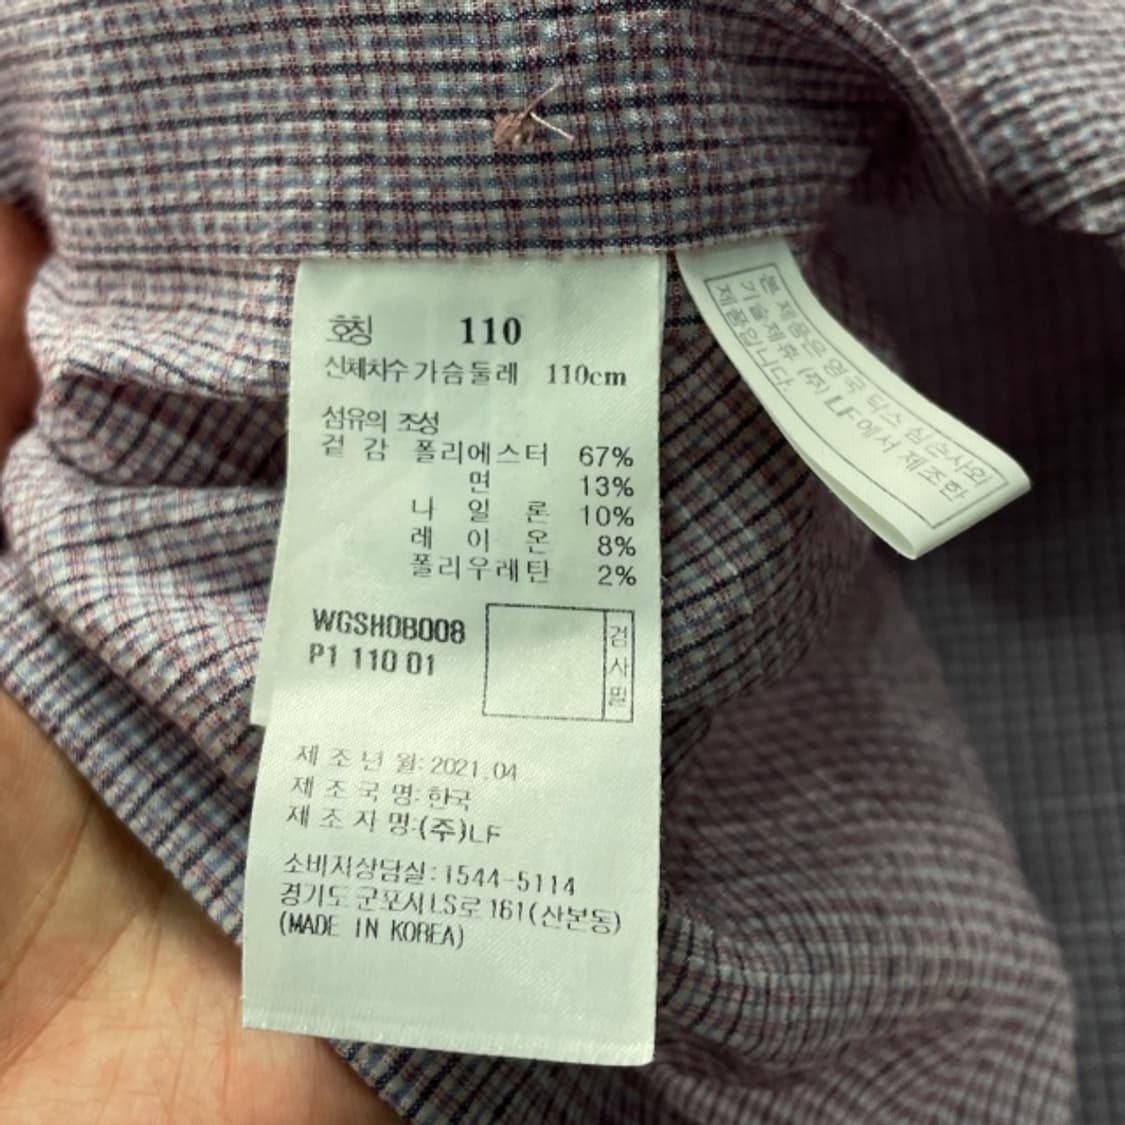 호칭 110
신체치수 가슴둘레 110cm
섬유의 조성
겉 감 폴리에스터 67%
면 13%
나 일 론 10%
레 이 온 8%
폴리우레탄 2%
WGSH0B008
P1 110 01
검사필
제 조 년 월: 2021.04
제 조 국 명: 한국
제 조 자 명:(주)LF
소비자상담실: 1544-5114
경기도 군포시 LS로 161(산본동)
(MADE IN KOREA)
본 제품은 영국 닥스 심슨사와
기술제휴 (주) LF에서 제조한
제품입니다.